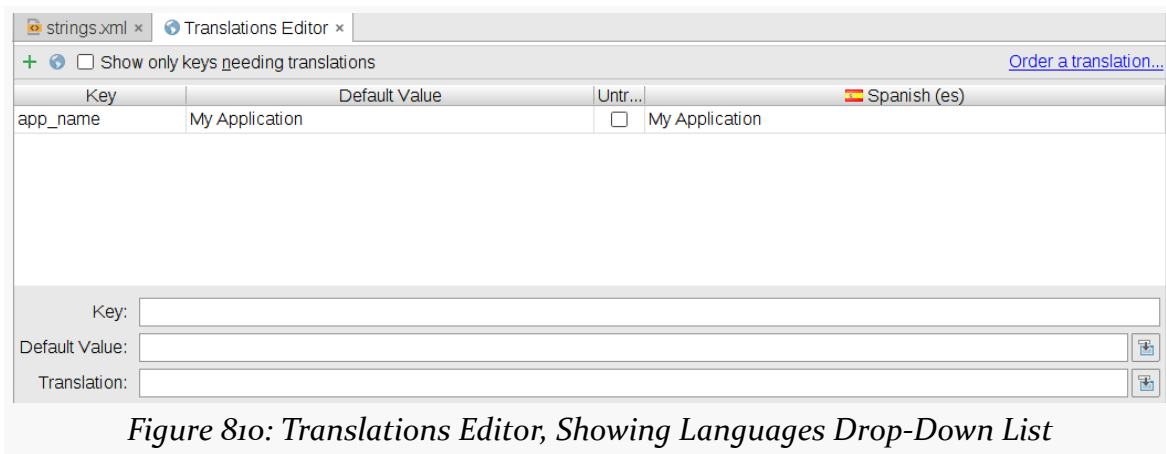 strings.xml × Translations Editor ×
+ Show only keys needing translations Order a translation...
Key Default Value Untr... Spanish (es)
app_name My Application My Application
Key:
Default Value:
Translation:
Figure 810: Translations Editor, Showing Languages Drop-Down List